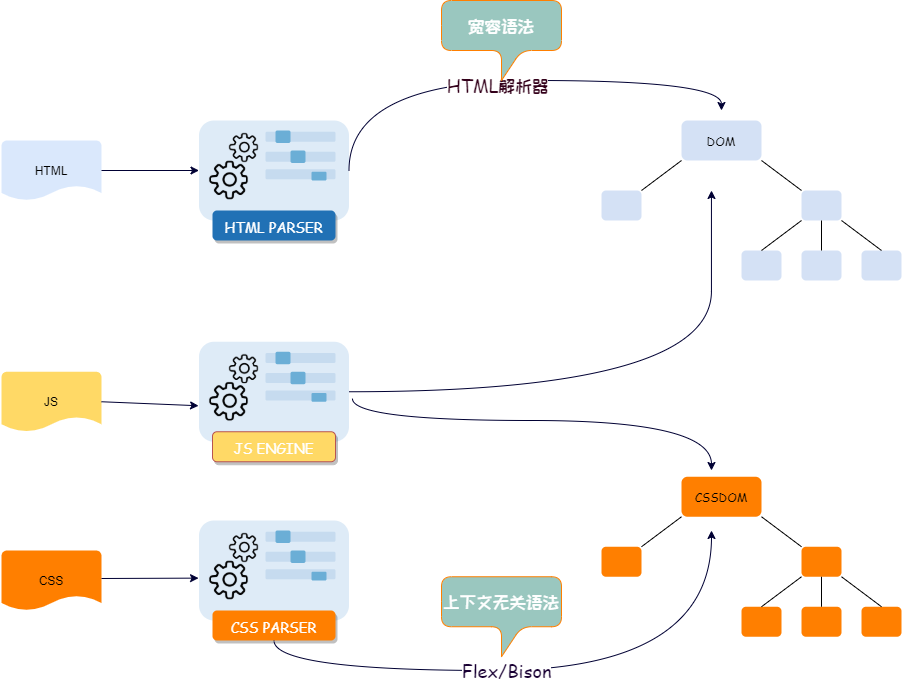 宽容语法
HTML解析器
HTML
DOM
HTML PARSER
JS
JS ENGINE
CSSDOM
CSS
上下文无关语法
CSS PARSER
Flex/Bison